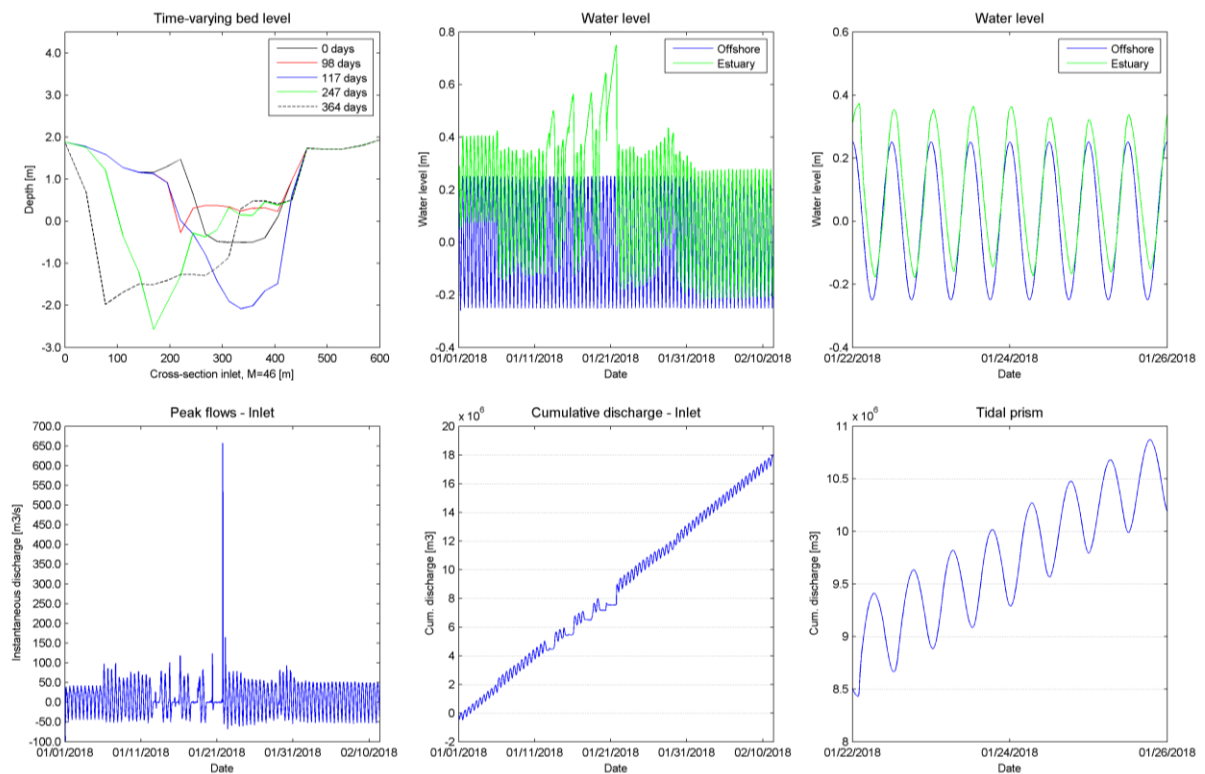 Time-varying bed level
4.0
3.0
2.0
1.0
0.0
-1.0
-2.0
-3.0
Depth [m]
0 days
98 days
117 days
247 days
364 days
0 100 200 300 400 500 600
Cross-section inlet, M=46 [m]
Water level
0.8
0.6
0.4
0.2
0.0
-0.2
-0.4
Water level [m]
Offshore
Estuary
01/01/2018 01/11/2018 01/21/2018 01/31/2018 02/10/2018
Date
Water level
0.6
0.4
0.2
0.0
-0.2
-0.4
Water level [m]
Offshore
Estuary
01/22/2018 01/24/2018 01/26/2018
Date
Peak flows - Inlet
700.0
650.0
600.0
550.0
500.0
450.0
400.0
350.0
300.0
250.0
200.0
150.0
100.0
50.0
0.0
-50.0
-100.0
Instantaneous discharge [m3/s]
01/01/2018 01/11/2018 01/21/2018 01/31/2018 02/10/2018
Date
Cumulative discharge - Inlet
x 10^6
20
18
16
14
12
10
8
6
4
2
0
-2
Cum. discharge [m3]
01/01/2018 01/11/2018 01/21/2018 01/31/2018 02/10/2018
Date
Tidal prism
x 10^6
11
10.5
10
9.5
9
8.5
8
Cum. discharge [m3]
01/22/2018 01/24/2018 01/26/2018
Date